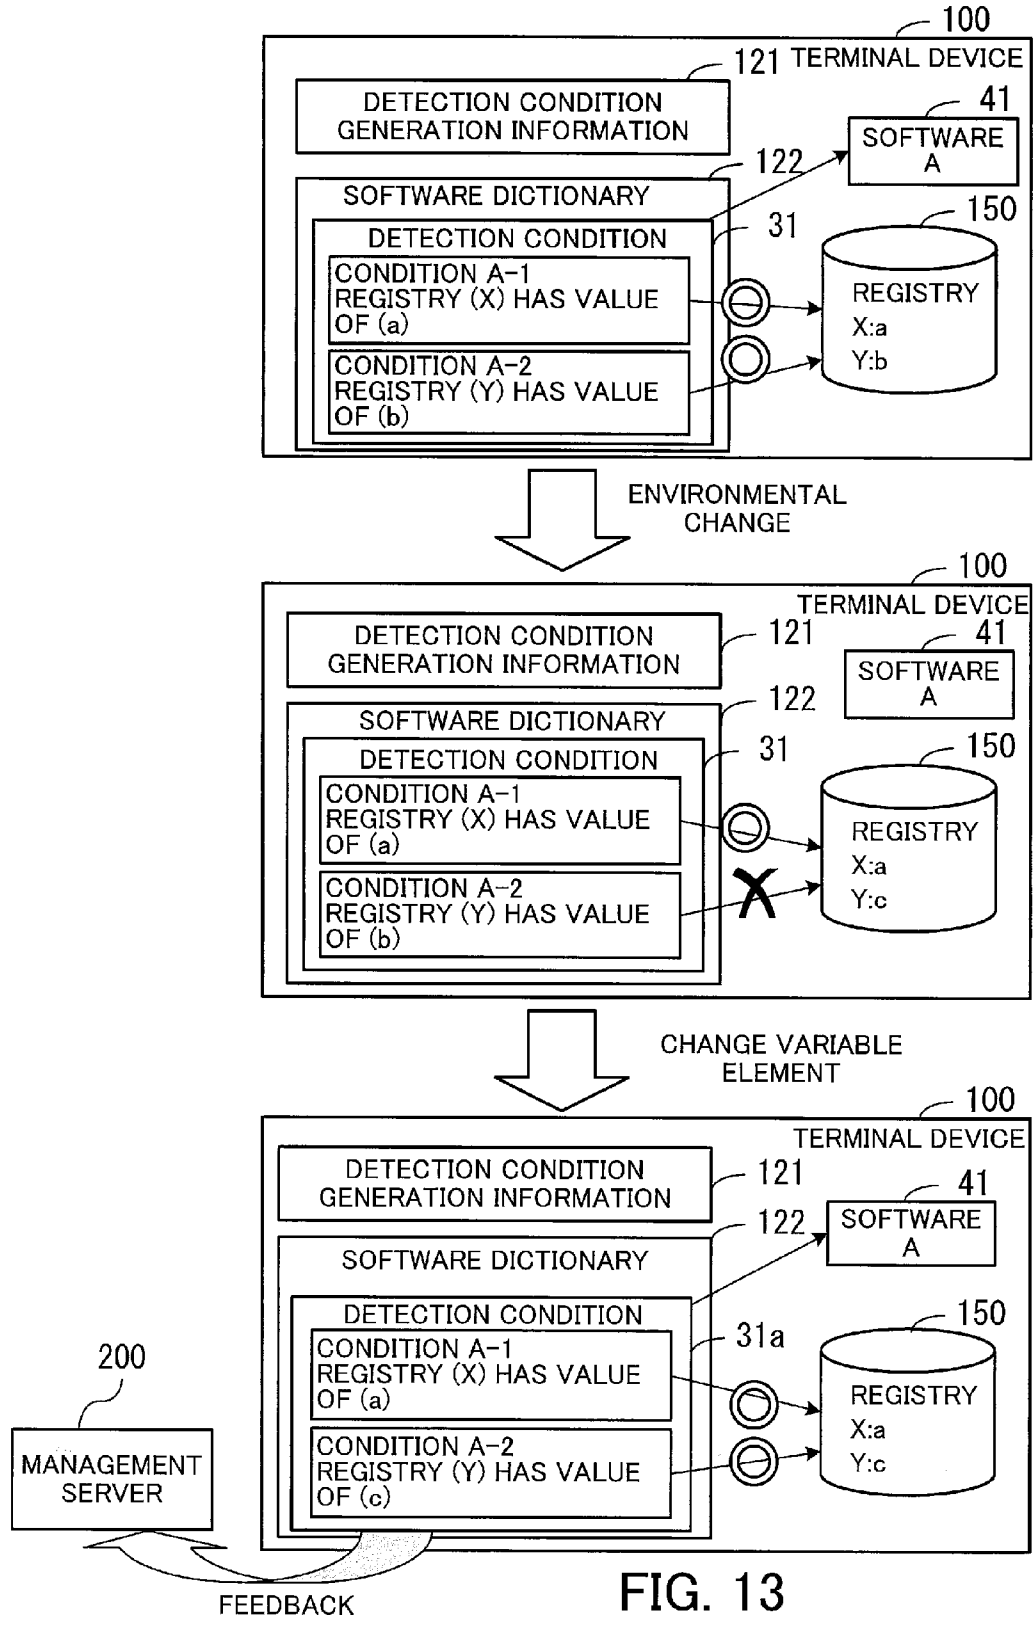 100
TERMINAL DEVICE
121
DETECTION CONDITION
GENERATION INFORMATION
41
SOFTWARE
A
122
SOFTWARE DICTIONARY
150
31
DETECTION CONDITION
CONDITION A-1
REGISTRY (X) HAS VALUE
OF (a)
CONDITION A-2
REGISTRY (Y) HAS VALUE
OF (b)
REGISTRY
X:a
Y:b
ENVIRONMENTAL
CHANGE
100
TERMINAL DEVICE
DETECTION CONDITION
GENERATION INFORMATION
121
41
SOFTWARE
A
122
SOFTWARE DICTIONARY
31
150
DETECTION CONDITION
CONDITION A-1
REGISTRY (X) HAS VALUE
OF (a)
CONDITION A-2
REGISTRY (Y) HAS VALUE
OF (b)
REGISTRY
X:a
Y:c
CHANGE VARIABLE
ELEMENT
100
TERMINAL DEVICE
DETECTION CONDITION
GENERATION INFORMATION
121
41
SOFTWARE
A
122
SOFTWARE DICTIONARY
150
DETECTION CONDITION
31a
CONDITION A-1
REGISTRY (X) HAS VALUE
OF (a)
CONDITION A-2
REGISTRY (Y) HAS VALUE
OF (c)
REGISTRY
X:a
Y:c
200
MANAGEMENT
SERVER
FEEDBACK
FIG. 13